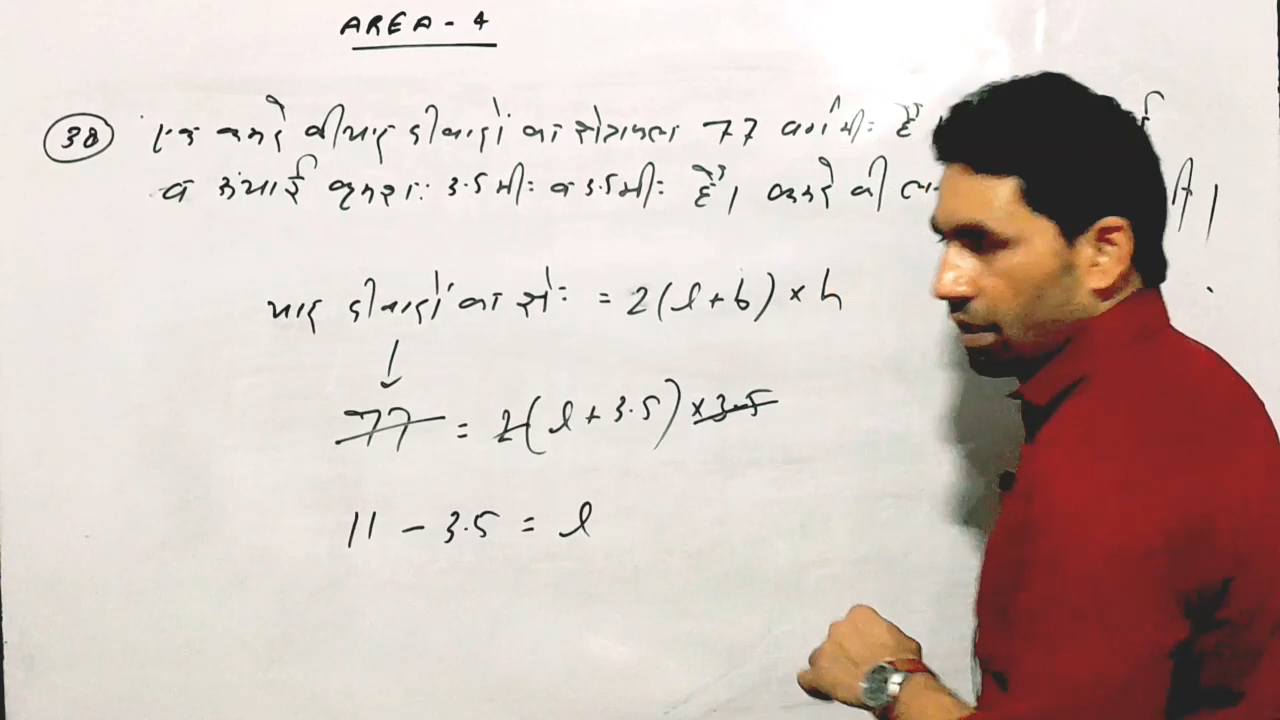 AREA - 4
38 एक कमरे की चार दीवारों का क्षेत्रफल 77 वर्ग मी॰ है
व ऊंचाई क्रमशः 3.5 मी॰ व 3.5 मी॰ है। कमरे की
चार दीवारों का क्षे॰ = 2(l+b)×h
↓
77 = 2(l+3.5)×3.5
11 - 3.5 = l